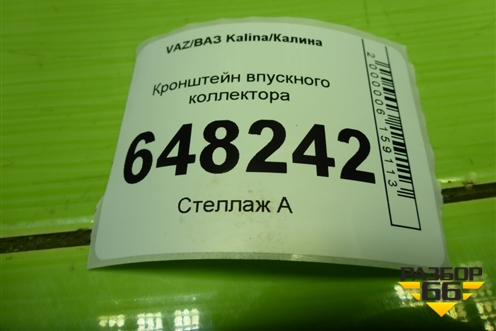 VAZ/ВАЗ Kalina/Калина
Кронштейн впускного
коллектора
648242
Стеллаж А
2000006159113
РАЗБОР
66